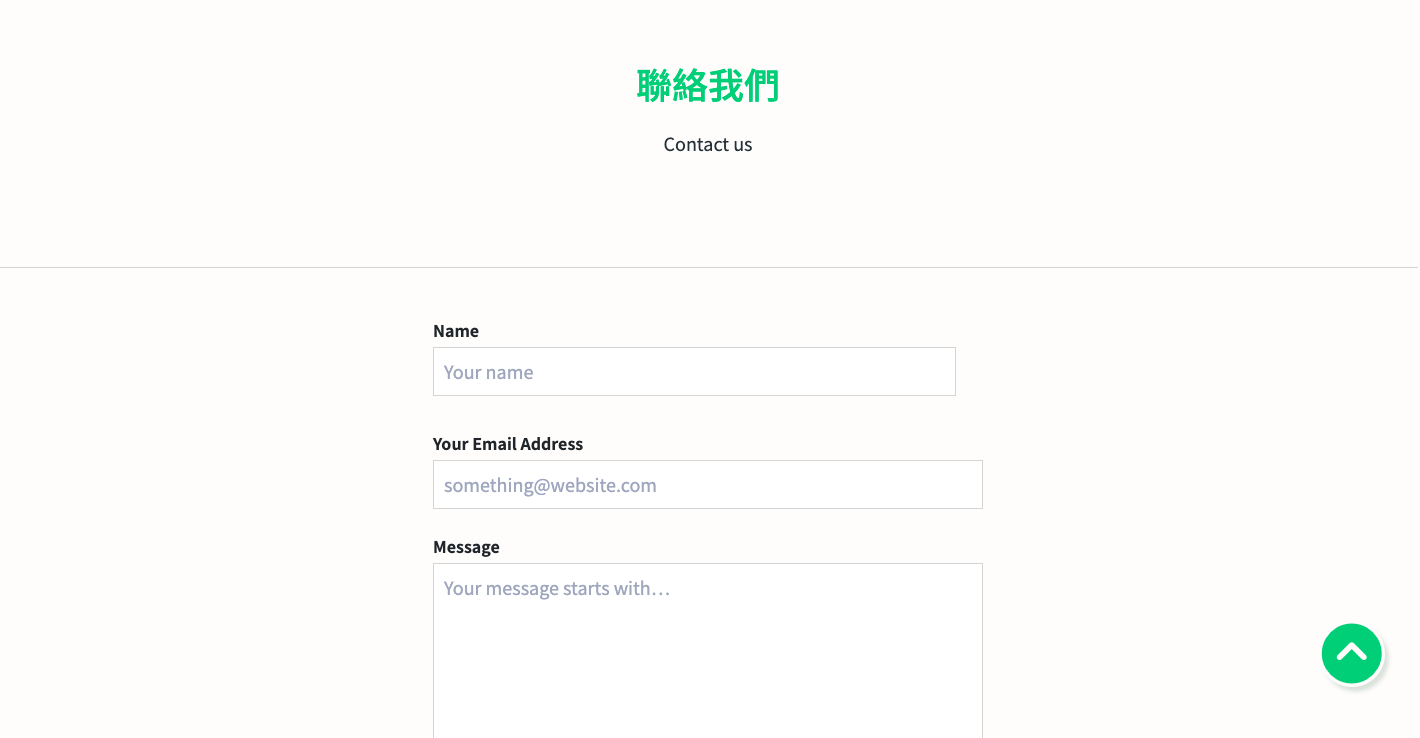 聯絡我們
Contact us
Name
Your name
Your Email Address
something@website.com
Message
Your message starts with…